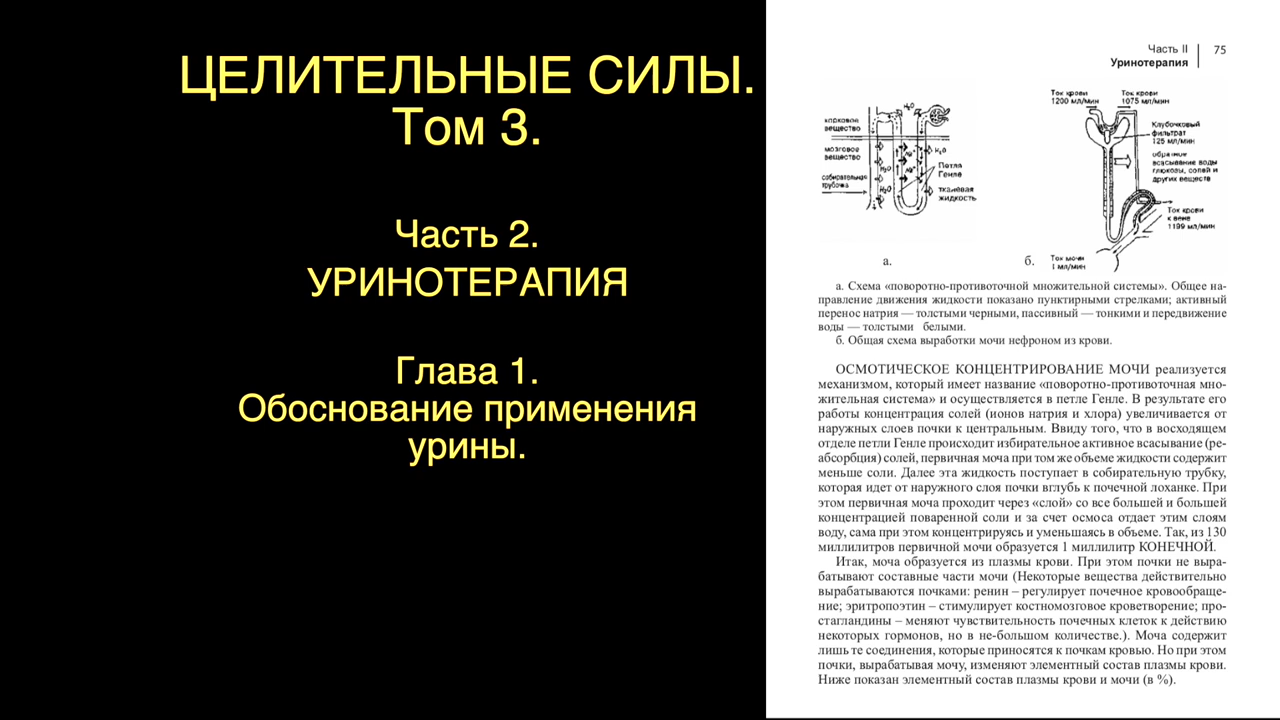 ЦЕЛИТЕЛЬНЫЕ СИЛЫ.
Том 3.
Часть 2.
УРИНОТЕРАПИЯ
Глава 1.
Обоснование применения
урины.
Часть II
75
Уринотерапия
корковое
вещество
мозговое
вещество
собирательная
трубочка
H₂O
H₂O
H₂O
H₂O
Петля
Генле
тканевая
жидкость
а.
Ток крови
1200 мл/мин
Ток крови
1075 мл/мин
Клубочковый
фильтрат
125 мл/мин
обратное
всасывание воды
глюкозы, солей и
других веществ
Ток крови
к вене
1199 мл/мин
б.
Ток мочи
1 мл/мин
а. Схема «поворотно-противоточной множительной системы». Общее на-
правление движения жидкости показано пунктирными стрелками; активный
перенос натрия — толстыми черными, пассивный — тонкими и передвижение
воды — толстыми белыми.
б. Общая схема выработки мочи нефроном из крови.
ОСМОТИЧЕСКОЕ КОНЦЕНТРИРОВАНИЕ МОЧИ реализуется
механизмом, который имеет название «поворотно-противоточная мно-
жительная система» и осуществляется в петле Генле. В результате его
работы концентрация солей (ионов натрия и хлора) увеличивается от
наружных слоев почки к центральным. Ввиду того, что в восходящем
отделе петли Генле происходит избирательное активное всасывание (ре-
абсорбция) солей, первичная моча при том же объеме жидкости содержит
меньше соли. Далее эта жидкость поступает в собирательную трубку,
которая идет от наружного слоя почки вглубь к почечной лоханке. При
этом первичная моча проходит через «слой» со все большей и большей
концентрацией поваренной соли и за счет осмоса отдает этим слоям
воду, сама при этом концентрируясь и уменьшаясь в объеме. Так, из 130
миллилитров первичной мочи образуется 1 миллилитр КОНЕЧНОЙ.
Итак, моча образуется из плазмы крови. При этом почки не выра-
батывают составные части мочи (Некоторые вещества действительно
вырабатываются почками: ренин – регулирует почечное кровообраще-
ние; эритропоэтин – стимулирует костномозговое кроветворение; про-
стагландины – меняют чувствительность почечных клеток к действию
некоторых гормонов, но в не-большом количестве.). Моча содержит
лишь те соединения, которые приносятся к почкам кровью. Но при этом
почки, вырабатывая мочу, изменяют элементный состав плазмы крови.
Ниже показан элементный состав плазмы крови и мочи (в %).